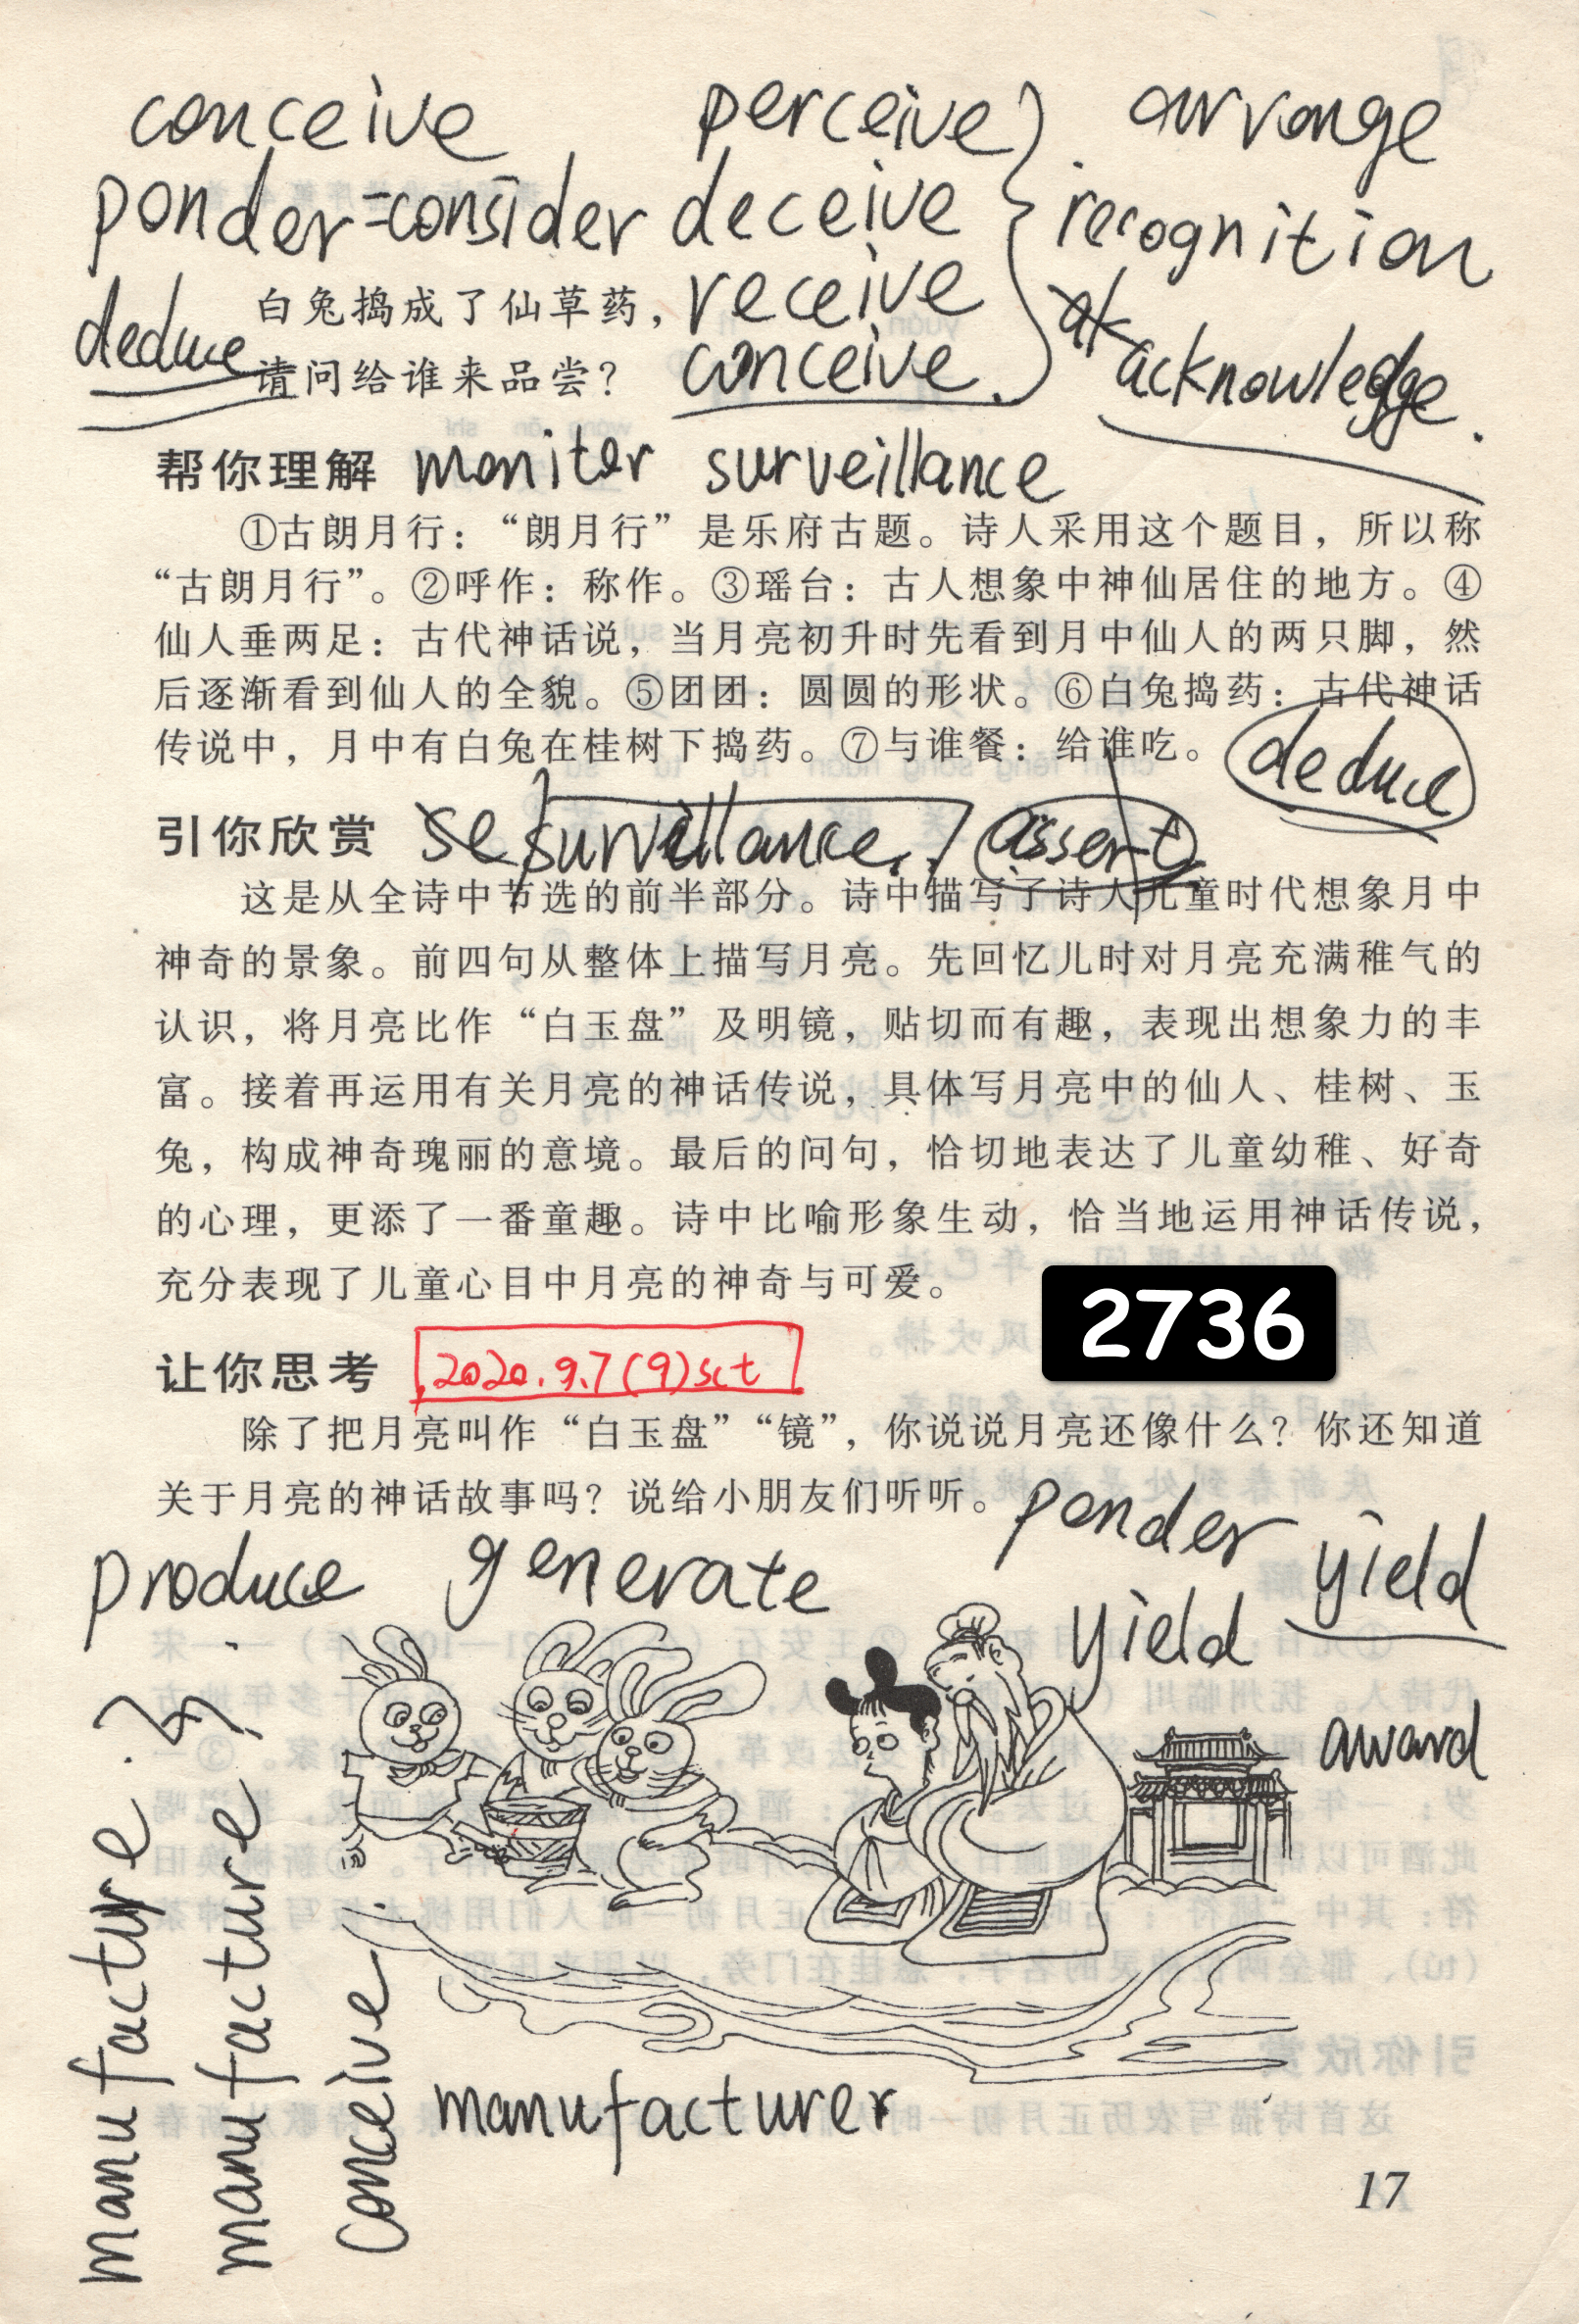 conceive perceive arrange
ponder=consider deceive recognition
白兔捣成了仙草药，receive
deduce
请问给谁来品尝？ conceive. acknowledge.
帮你理解 moniter surveillance
①古朗月行：“朗月行”是乐府古题。诗人采用这个题目，所以称
“古朗月行”。②呼作：称作。③瑶台：古人想象中神仙居住的地方。④
仙人垂两足：古代神话说，当月亮初升时先看到月中仙人的两只脚，然
后逐渐看到仙人的全貌。⑤团团：圆圆的形状。⑥白兔捣药：古代神话
传说中，月中有白兔在桂树下捣药。⑦与谁餐：给谁吃。
deduce
引你欣赏 se surveillance. assert
这是从全诗中节选的前半部分。诗中描写了诗人儿童时代想象月中
神奇的景象。前四句从整体上描写月亮。先回忆儿时对月亮充满稚气的
认识，将月亮比作“白玉盘”及明镜，贴切而有趣，表现出想象力的丰
富。接着再运用有关月亮的神话传说，具体写月亮中的仙人、桂树、玉
兔，构成神奇瑰丽的意境。最后的问句，恰切地表达了儿童幼稚、好奇
的心理，更添了一番童趣。诗中比喻形象生动，恰当地运用神话传说，
充分表现了儿童心目中月亮的神奇与可爱。
2736
让你思考 2020.9.7(9)sct
除了把月亮叫作“白玉盘”“镜”，你说说月亮还像什么？你还知道
关于月亮的神话故事吗？说给小朋友们听听。
ponder
produce generate yield
yield
award
manufacture
manufacture
conceive
manufacturer
17